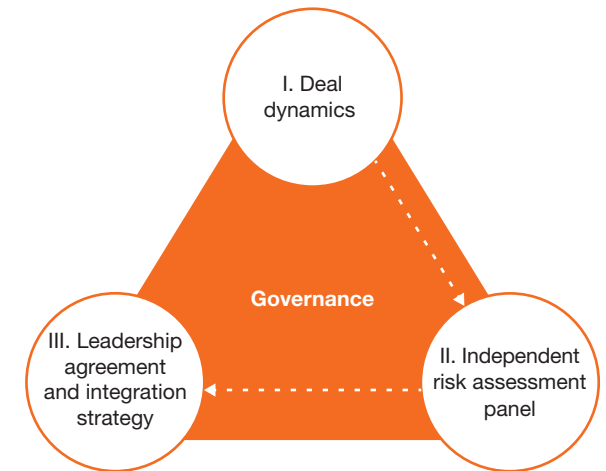 I. Deal
dynamics
Governance
III. Leadership
agreement
and integration
strategy
II. Independent
risk assessment
panel